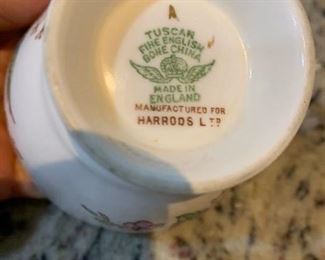 A
TUSCAN
FINE ENGLISH
BONE CHINA
MADE IN
ENGLAND
MANUFACTURED FOR
HARRODS LTD